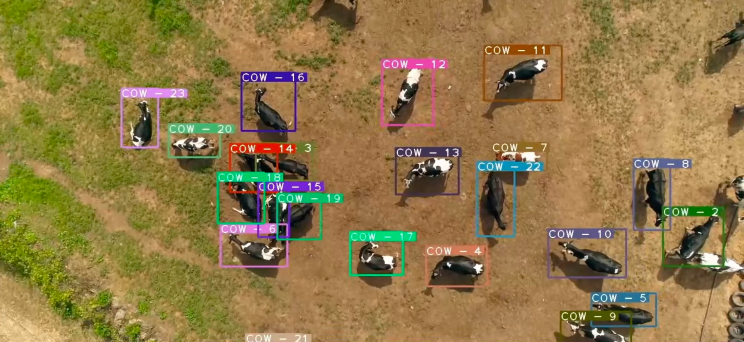 COW - 11
COW - 12
COW - 16
COW - 23
COW - 20
COW - 14
3
COW - 13
COW - 7
COW - 22
COW - 8
COW - 18
COW - 15
COW - 19
COW - 2
COW - 6
COW - 17
COW - 10
COW - 4
COW - 5
COW - 9
COW - 21